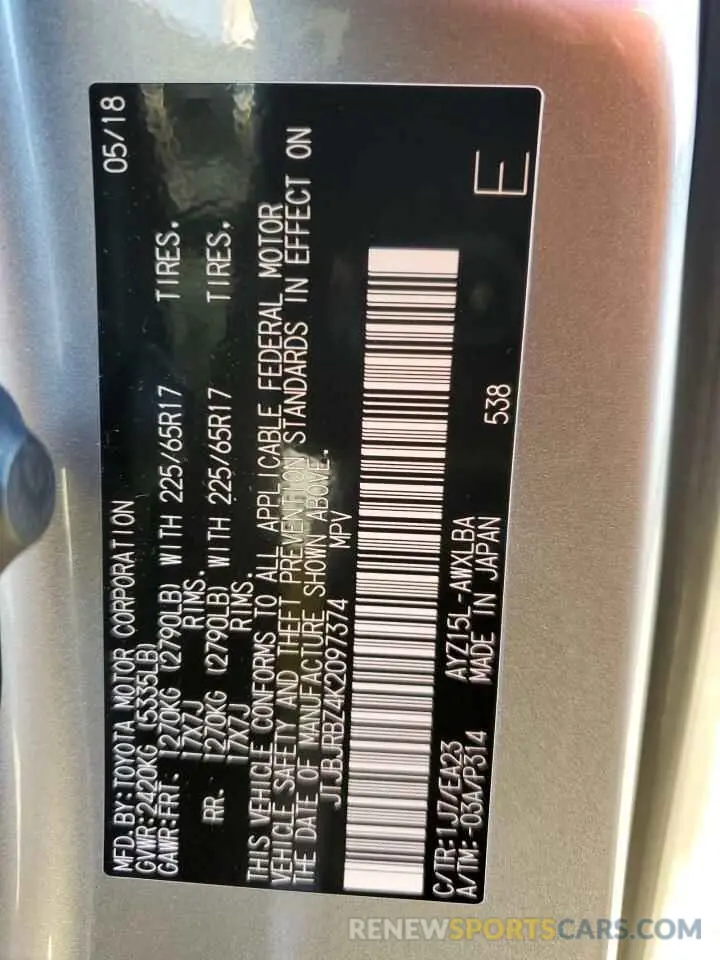 MFD.BY:TOYOTA MOTOR CORPORATION 05/18
GVWR:2420KG (5335LB)
GAWR:FRT: 1270KG (2790LB) WITH 225/65R17 TIRES,
17X7J RIMS.
RR. 1270KG (2790LB) WITH 225/65R17 TIRES,
17X7J RIMS.
THIS VEHICLE CONFORMS TO ALL APPLICABLE FEDERAL MOTOR
VEHICLE SAFETY AND THEFT PREVENTION STANDARDS IN EFFECT ON
THE DATE OF MANUFACTURE SHOWN ABOVE.
JTJBJRBZ4K2097374 MPV
C/TR:1J7/EA23 AYZ15L-AWXLBA
A/TM:-03A/P314 MADE IN JAPAN 538
E
RENEWSPORTSCARS.COM